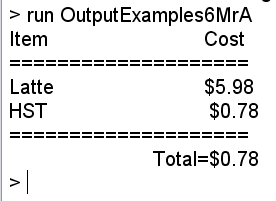 > run OutputExamples6MrA
Item Cost
====================
Latte $5.98
HST $0.78
====================
Total=$0.78
>